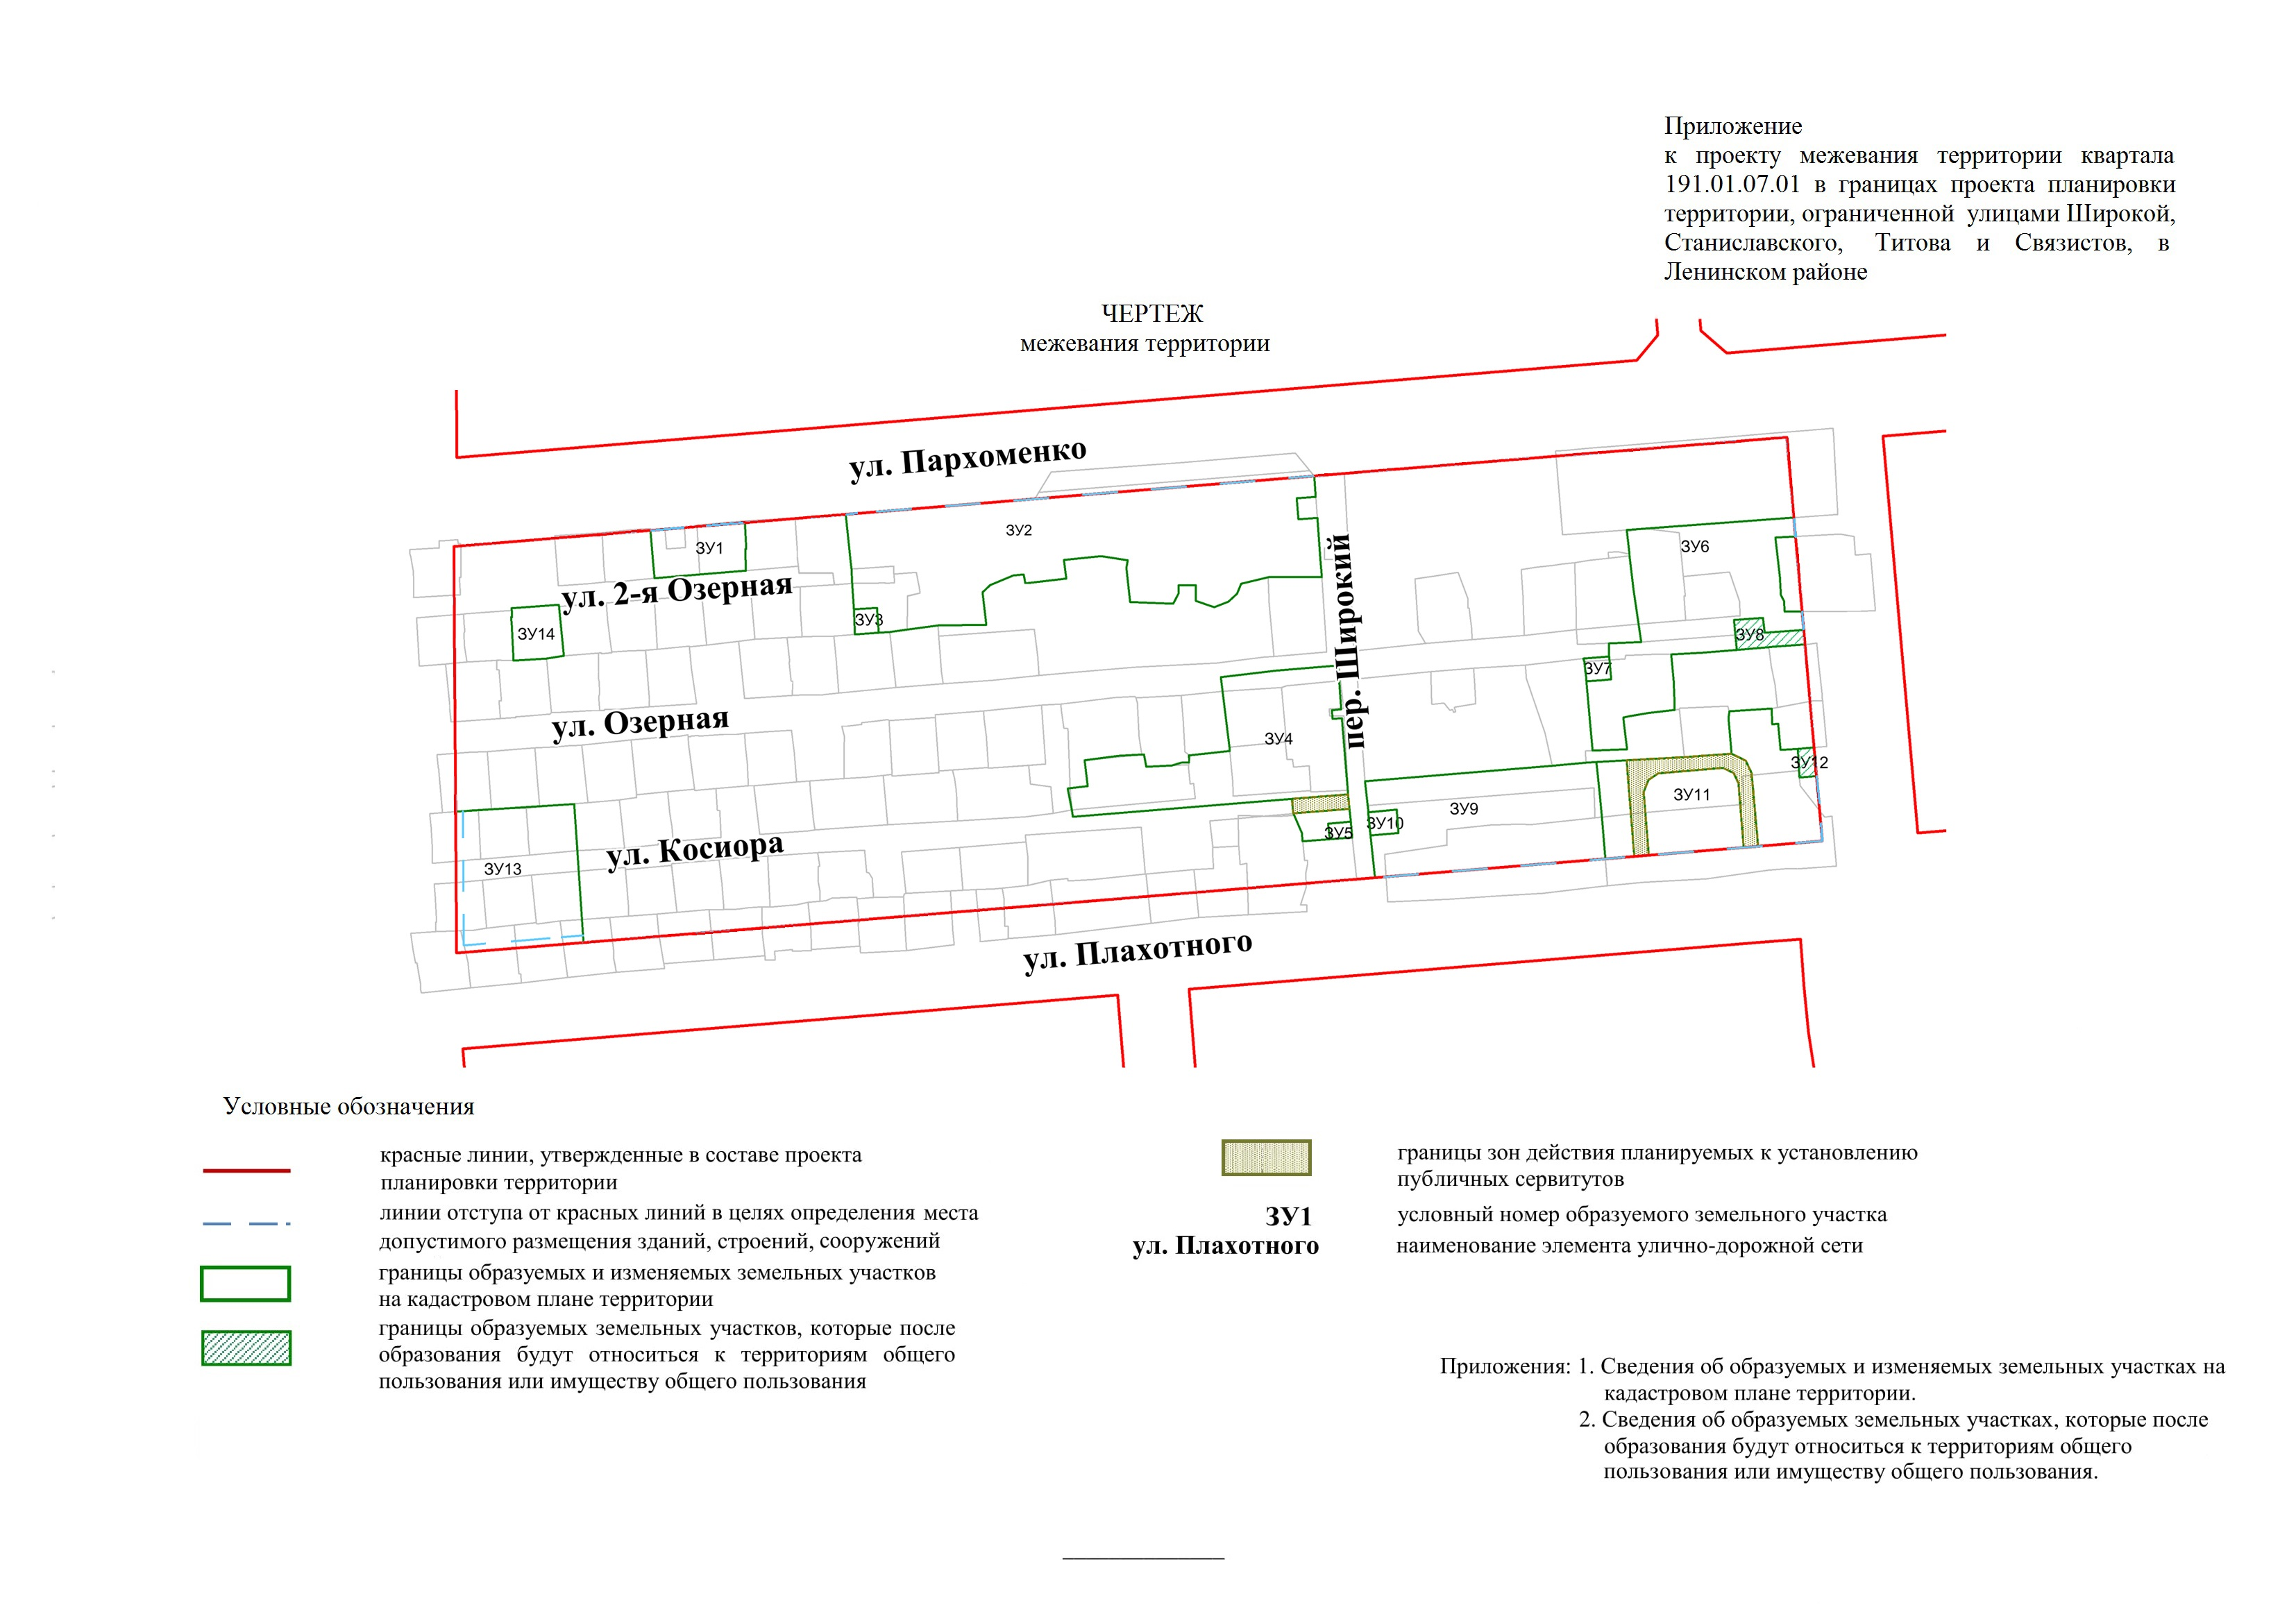 Приложение
к проекту межевания территории квартала
191.01.07.01 в границах проекта планировки
территории, ограниченной улицами Широкой,
Станиславского, Титова и Связистов, в
Ленинском районе
ЧЕРТЕЖ
межевания территории
ул. Пархоменко
ЗУ2
ЗУ1
ЗУ6
пер. Широкий
ул. 2-я Озерная
ЗУ3
ЗУ14
ЗУ8
ЗУ7
ул. Озерная
ЗУ4
ЗУ12
ЗУ11
ЗУ9
ЗУ10
ЗУ5
ул. Косиора
ЗУ13
ул. Плахотного
Условные обозначения
красные линии, утвержденные в составе проекта
планировки территории
линии отступа от красных линий в целях определения места
допустимого размещения зданий, строений, сооружений
границы образуемых и изменяемых земельных участков
на кадастровом плане территории
границы образуемых земельных участков, которые после
образования будут относиться к территориям общего
пользования или имуществу общего пользования
границы зон действия планируемых к установлению
публичных сервитутов
ЗУ1 условный номер образуемого земельного участка
ул. Плахотного наименование элемента улично-дорожной сети
Приложения: 1. Сведения об образуемых и изменяемых земельных участках на
кадастровом плане территории.
2. Сведения об образуемых земельных участках, которые после
образования будут относиться к территориям общего
пользования или имуществу общего пользования.